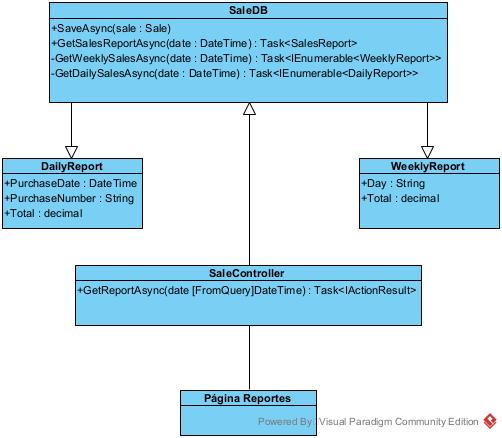 SaleDB
+SaveAsync(sale : Sale)
+GetSalesReportAsync(date : DateTime) : Task<SalesReport>
-GetWeeklySalesAsync(date : DateTime) : Task<IEnumerable<WeeklyReport>>
-GetDailySalesAsync(date : DateTime) : Task<IEnumerable<DailyReport>>
DailyReport
+PurchaseDate : DateTime
+PurchaseNumber : String
+Total : decimal
WeeklyReport
+Day : String
+Total : decimal
SaleController
+GetReportAsync(date [FromQuery]DateTime) : Task<IActionResult>
Página Reportes
Powered By Visual Paradigm Community Edition